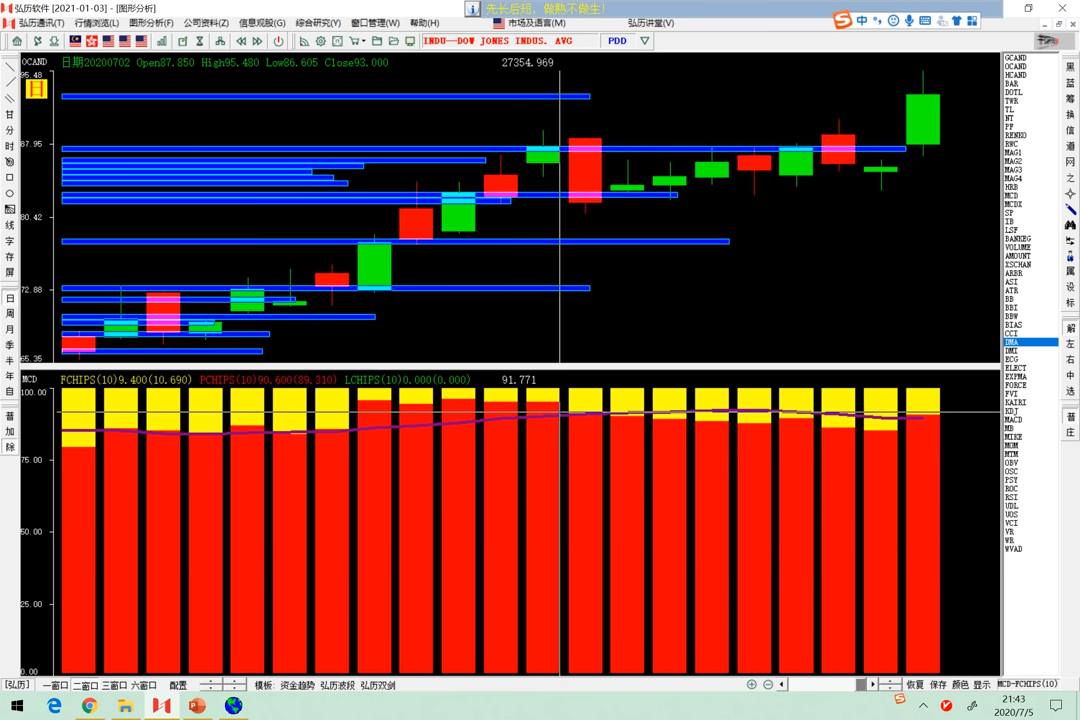 弘历软件 [2021-01-03] - [图形分析]
先长后短，做熟不做生!
弘历通讯(T) 行情浏览(L) 图形分析(F) 公司资料(Z) 信息观股(G) 综合研究(Y) 窗口管理(W) 帮助(H) 市场及语言(M) 弘历讲堂(V)
中
INDU--DOW JONES INDUS. AVG PDD
OCAND 日期20200702 Open87.850 High95.480 Low86.605 Close93.000 27354.969
95.48
日
87.95
80.42
72.88
65.35
MCD FCHIPS(10)9.400(10.690) PCHIPS(10)90.600(89.310) LCHIPS(10)0.000(0.000) 91.771
100.00
75.00
50.00
25.00
0.00
甘
分
时
线
字
存
屏
日
周
月
季
半
年
自
普
加
除
GCAND
OCAND
HCAND
BAR
DOTL
TWR
TL
NT
PF
RENKO
RWC
MAG1
MAG2
MAG3
MAG4
HRB
MCD
MCDX
SP
IB
LSF
BANKEG
VOLUME
AMOUNT
XSCHAN
ARBR
ASI
ATR
BB
BBI
BBW
BIAS
CCI
DMA
DMI
ECG
ELECT
EXPMA
FORCE
FVI
KAIRI
KDJ
MACD
MB
MIKE
MOM
MTM
OBV
OSC
PSY
ROC
RSI
UDL
UOS
VCI
VR
WR
WVAD
黑
蓝
筹
换
信
道
网
之
属
设
标
解
左
右
中
选
普
庄
[弘历] 一窗口 二窗口 三窗口 六窗口 配置 模板: 资金趋势 弘历波段 弘历双剑 恢复 保存 颜色 显示 MCD-FCHIPS(10)
21:43
2020/7/5